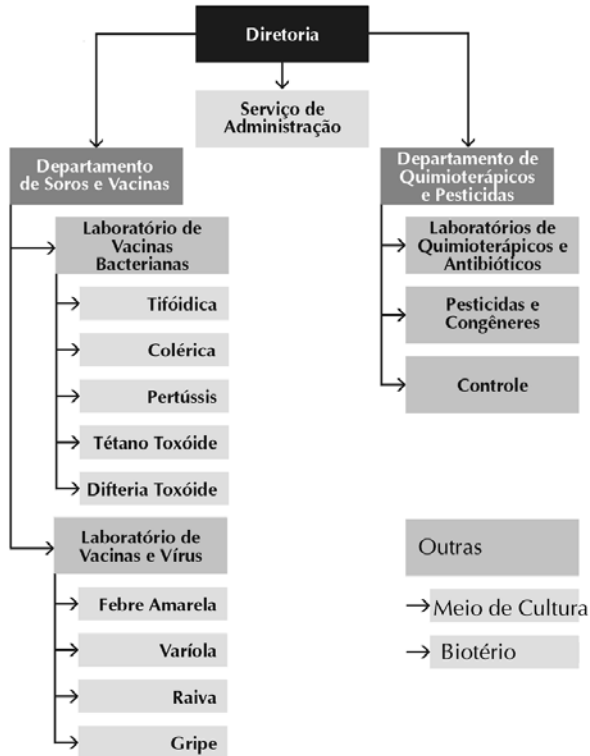 Diretoria
Serviço de
Administração
Departamento
de Soros e Vacinas
Laboratório de
Vacinas
Bacterianas
Tifóidica
Colérica
Pertússis
Tétano Toxóide
Difteria Toxóide
Laboratório de
Vacinas e Vírus
Febre Amarela
Varíola
Raiva
Gripe
Departamento de
Quimioterápicos
e Pesticidas
Laboratórios de
Quimioterápicos e
Antibióticos
Pesticidas e
Congêneres
Controle
Outras
Meio de Cultura
Biotério